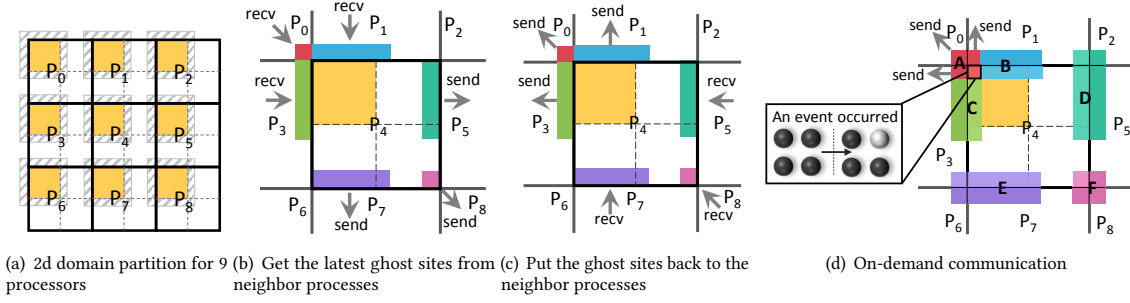 P0 P1 P2
P3 P4 P5
P6 P7 P8
recv recv
P0 P1 P2
recv send
P3 P4 P5
P6 P7 P8
send send
send send
P0 P1 P2
send recv
P3 P4 P5
P6 P7 P8
recv recv
send send
P0 P1 P2
A B
send
C D
An event occurred
P4 P5
P3
E F
P6 P7 P8
(a) 2d domain partition for 9
processors
(b) Get the latest ghost sites from
neighbor processes
(c) Put the ghost sites back to the
neighbor processes
(d) On-demand communication